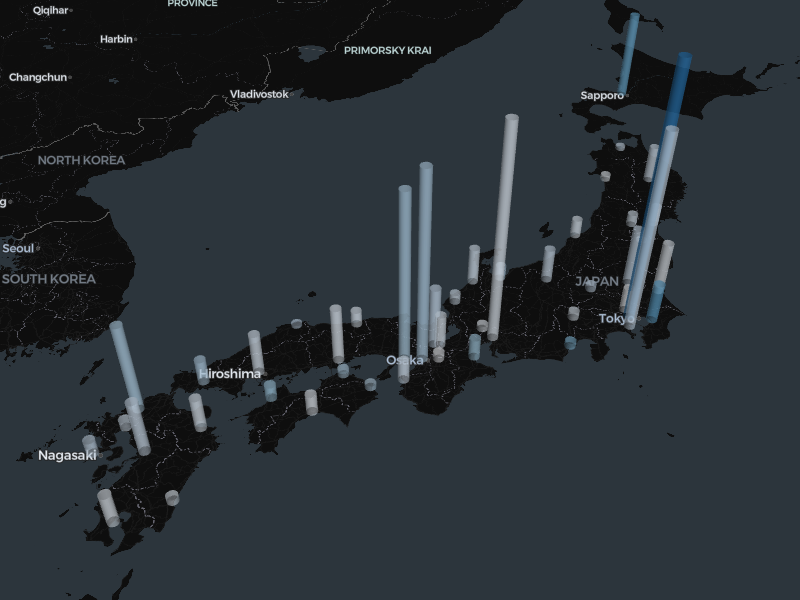 PROVINCE
Qiqihar
Harbin
PRIMORSKY KRAI
Changchun
Vladivostok
Sapporo
NORTH KOREA
g
Seoul
SOUTH KOREA
JAPAN
Tokyo
Osaka
Hiroshima
Nagasaki